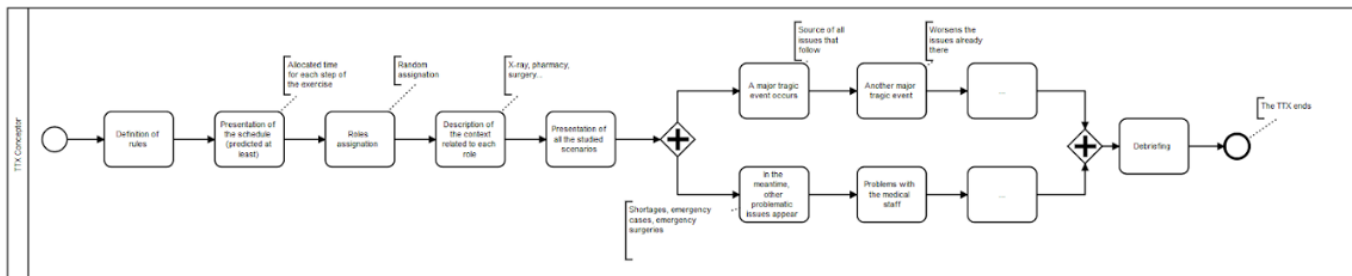 TTX Conceptor
Definition of
rules
Presentation of
the schedule
(predicted at
least)
Allocated time
for each step of
the exercise
Roles
assignation
Random
assignation
Description of
the context
related to each
role
X-ray, pharmacy,
surgery...
Presentation of
all the studied
scenarios
A major tragic
event occurs
Source of all
issues that
follow
Another major
tragic event
Worsens the
issues already
there
...
In the
meantime,
other
problematic
issues appear
Shortages, emergency
cases, emergency
surgeries
Problems with
the medical
staff
...
Debriefing
The TTX ends